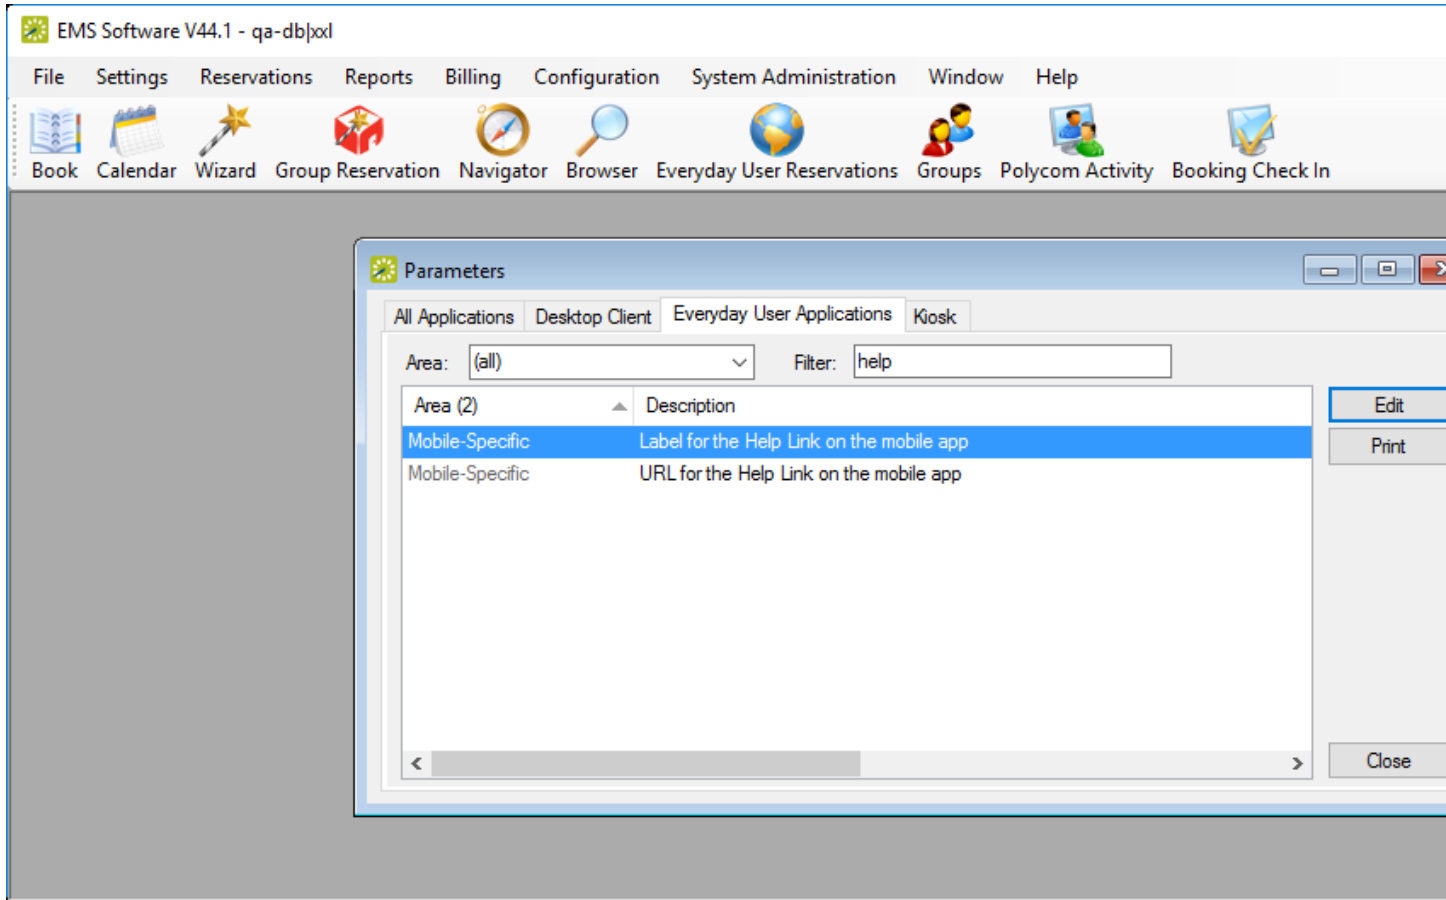 EMS Software V44.1 - qa-db|xxl
File Settings Reservations Reports Billing Configuration System Administration Window Help
Book Calendar Wizard Group Reservation Navigator Browser Everyday User Reservations Groups Polycom Activity Booking Check In
Parameters
All Applications Desktop Client Everyday User Applications Kiosk
Area: (all) Filter: help
Area (2) Description
Mobile-Specific Label for the Help Link on the mobile app
Mobile-Specific URL for the Help Link on the mobile app
Edit
Print
Close